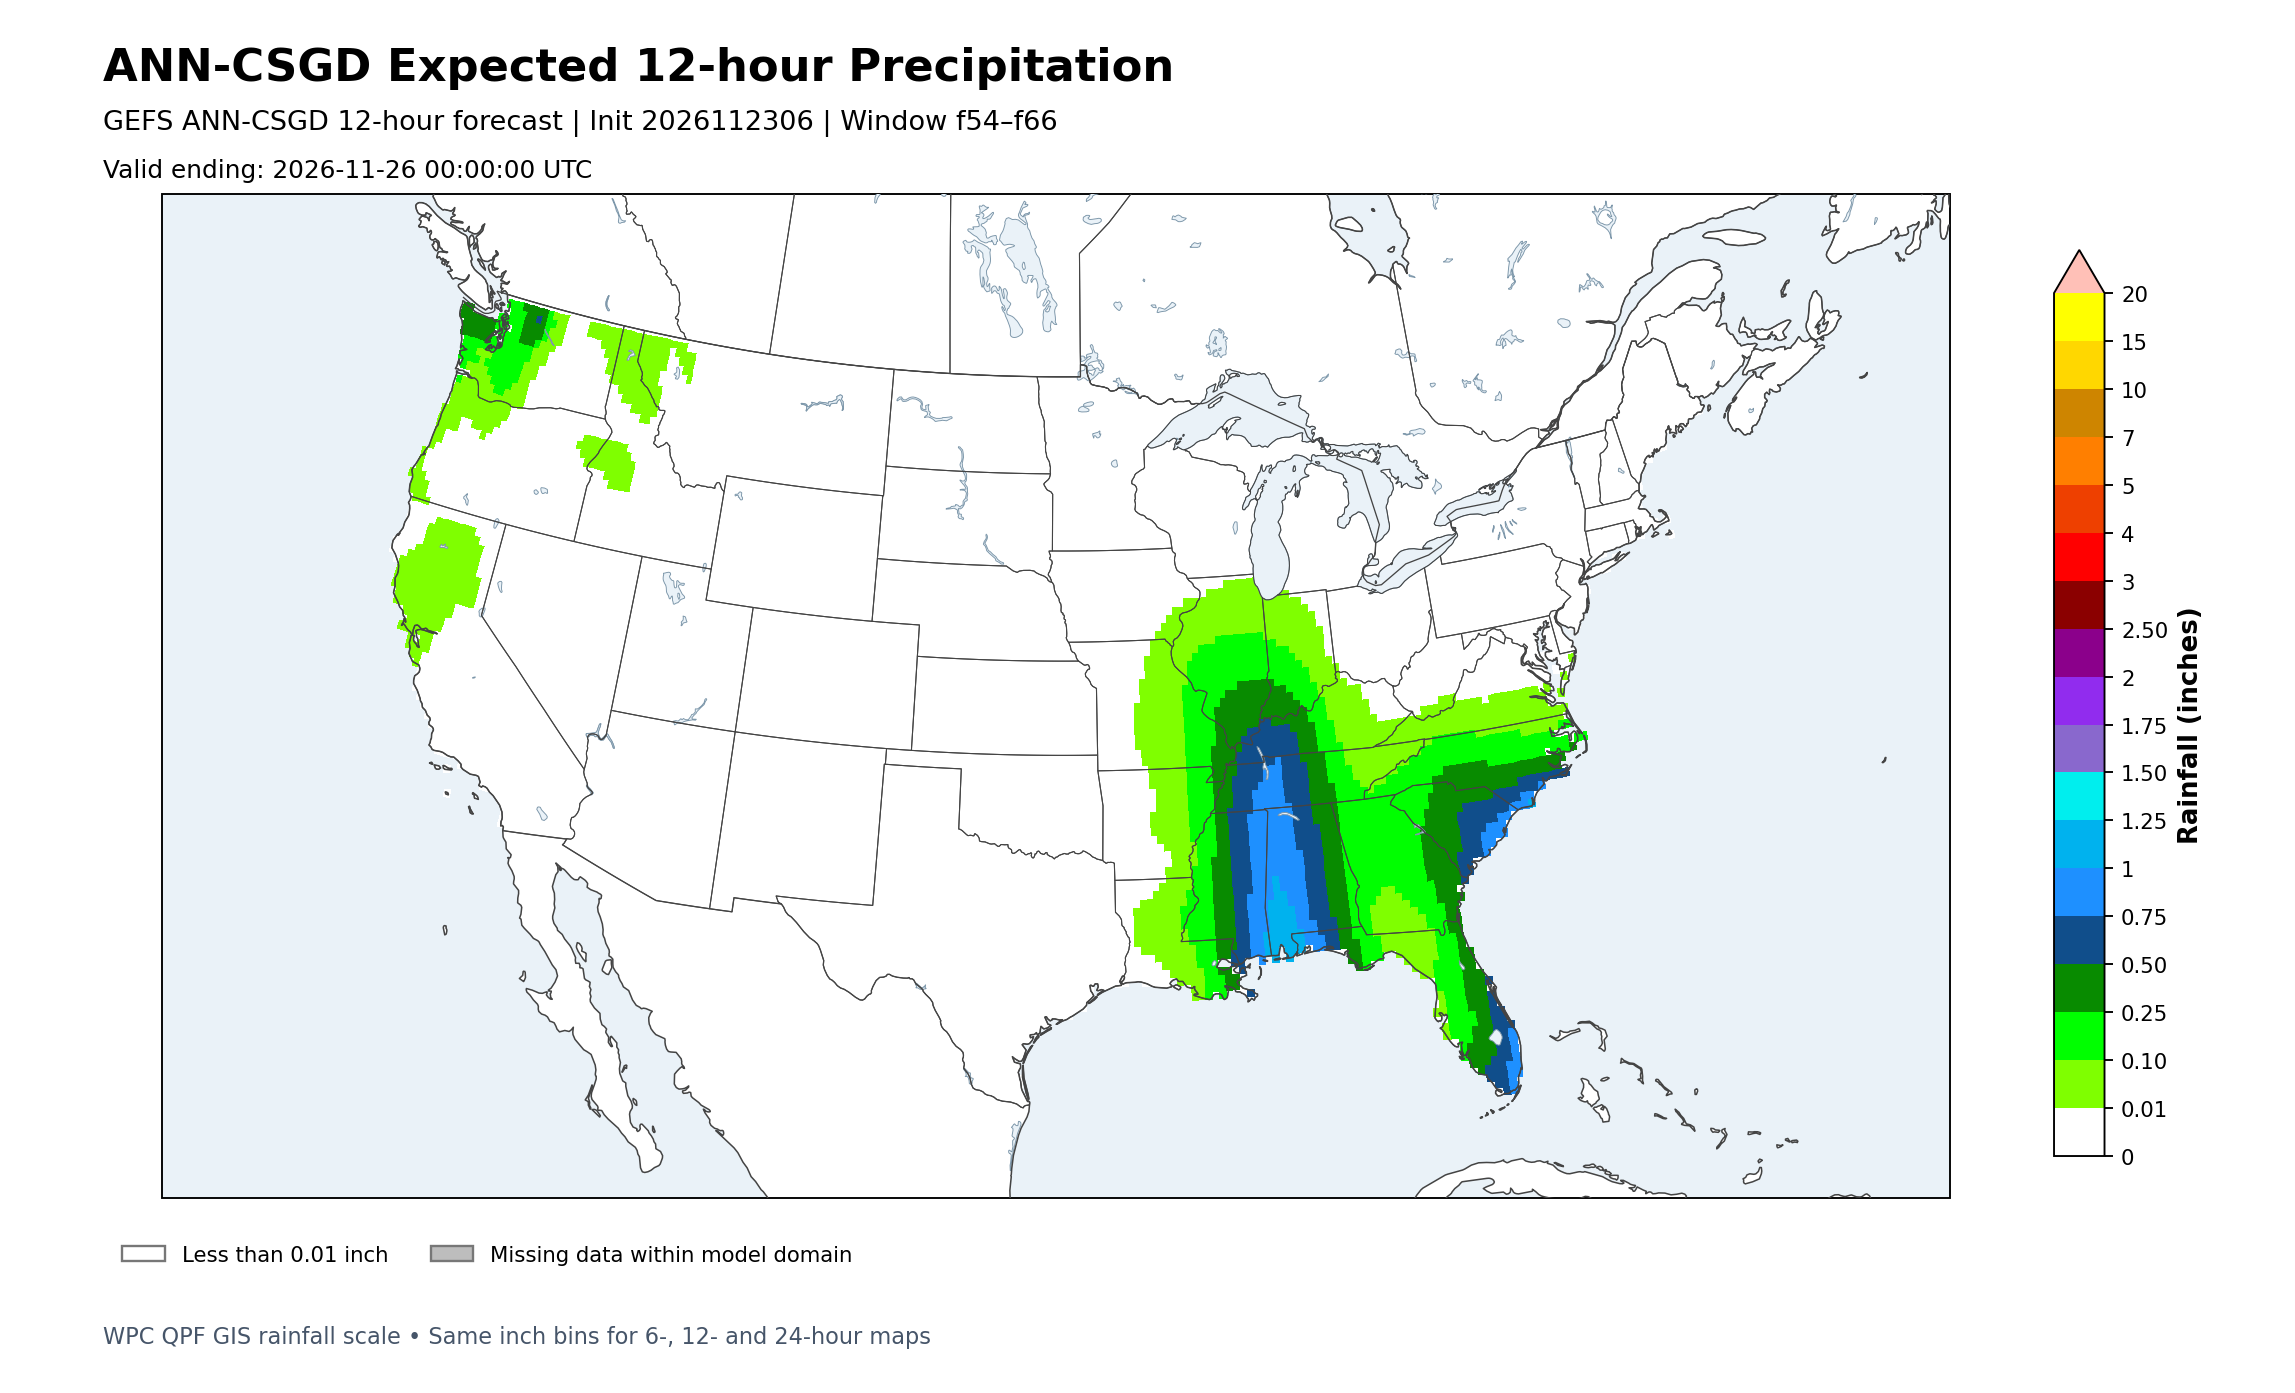 ANN-CSGD Expected 12-hour Precipitation
GEFS ANN-CSGD 12-hour forecast | Init 2026112306 | Window f54–f66
Valid ending: 2026-11-26 00:00:00 UTC
20
15
10
7
5
4
3
2.50
2
1.75
1.50
1.25
1
0.75
0.50
0.25
0.10
0.01
0
Rainfall (inches)
Less than 0.01 inch
Missing data within model domain
WPC QPF GIS rainfall scale • Same inch bins for 6-, 12- and 24-hour maps